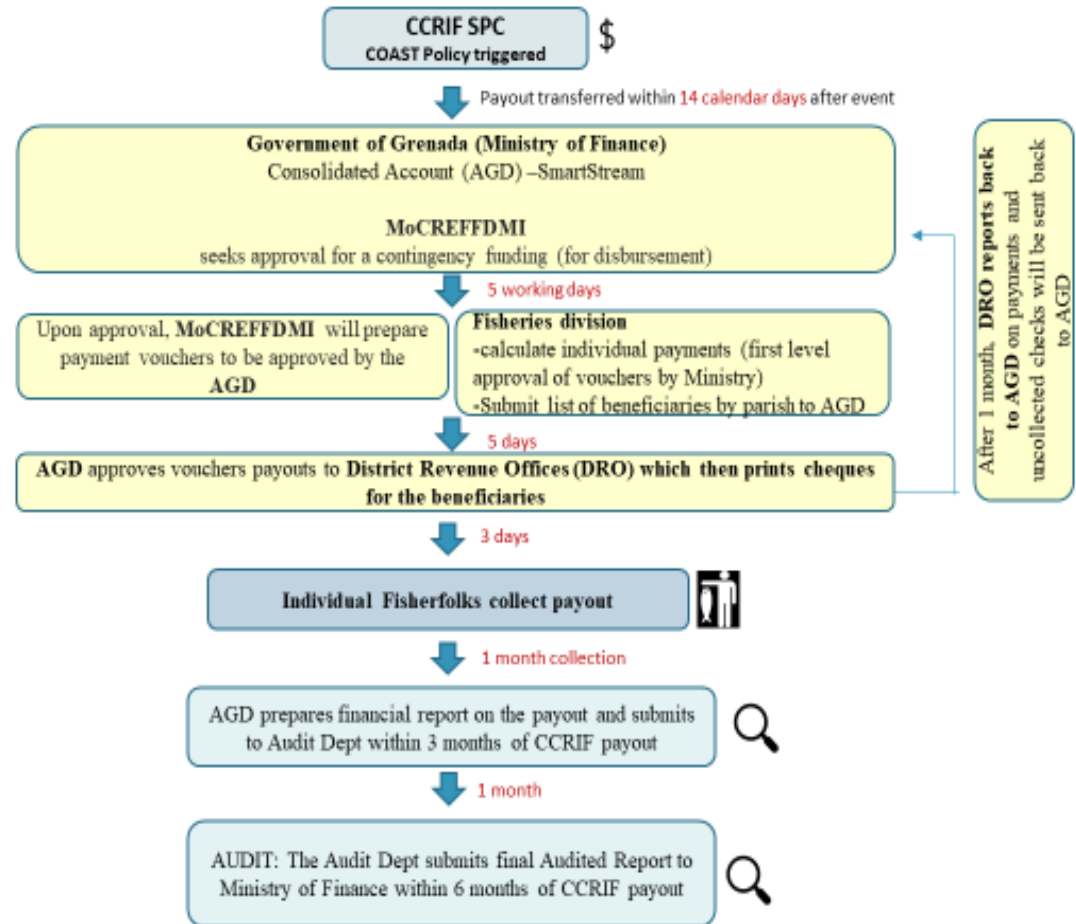 CCRIF SPC
COAST Policy triggered
$
Payout transferred within 14 calendar days after event
Government of Grenada (Ministry of Finance)
Consolidated Account (AGD) –SmartStream
MoCREFFDMI
seeks approval for a contingency funding (for disbursement)
5 working days
Upon approval, MoCREFFDMI will prepare
payment vouchers to be approved by the
AGD
Fisheries division
-calculate individual payments (first level
approval of vouchers by Ministry)
-Submit list of beneficiaries by parish to AGD
5 days
AGD approves vouchers payouts to District Revenue Offices (DRO) which then prints cheques
for the beneficiaries
After 1 month, DRO reports back
to AGD on payments and
uncollected checks will be sent back
to AGD
3 days
Individual Fisherfolks collect payout
1 month collection
AGD prepares financial report on the payout and submits
to Audit Dept within 3 months of CCRIF payout
1 month
AUDIT: The Audit Dept submits final Audited Report to
Ministry of Finance within 6 months of CCRIF payout